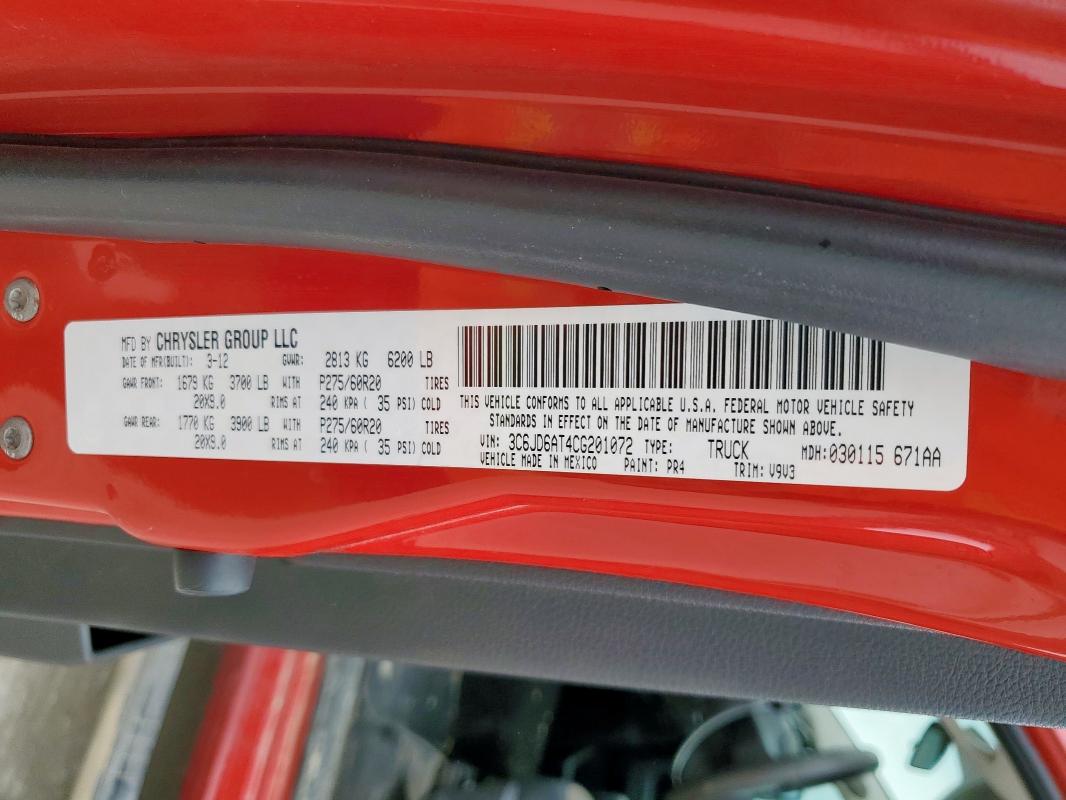 MFD BY CHRYSLER GROUP LLC
DATE OF MFR(BUILT): 3-12 GVWR: 2813 KG 6200 LB
GAWR FRONT: 1679 KG 3700 LB WITH P275/60R20 TIRES
20X9.0 RIMS AT 240 KPA ( 35 PSI) COLD
GAWR REAR: 1770 KG 3900 LB WITH P275/60R20 TIRES
20X9.0 RIMS AT 240 KPA ( 35 PSI) COLD
THIS VEHICLE CONFORMS TO ALL APPLICABLE U.S.A. FEDERAL MOTOR VEHICLE SAFETY
STANDARDS IN EFFECT ON THE DATE OF MANUFACTURE SHOWN ABOVE.
VIN: 3C6JD6AT4CG201072 TYPE: TRUCK MDH:030115 671AA
VEHICLE MADE IN MEXICO PAINT: PR4 TRIM: V9V3